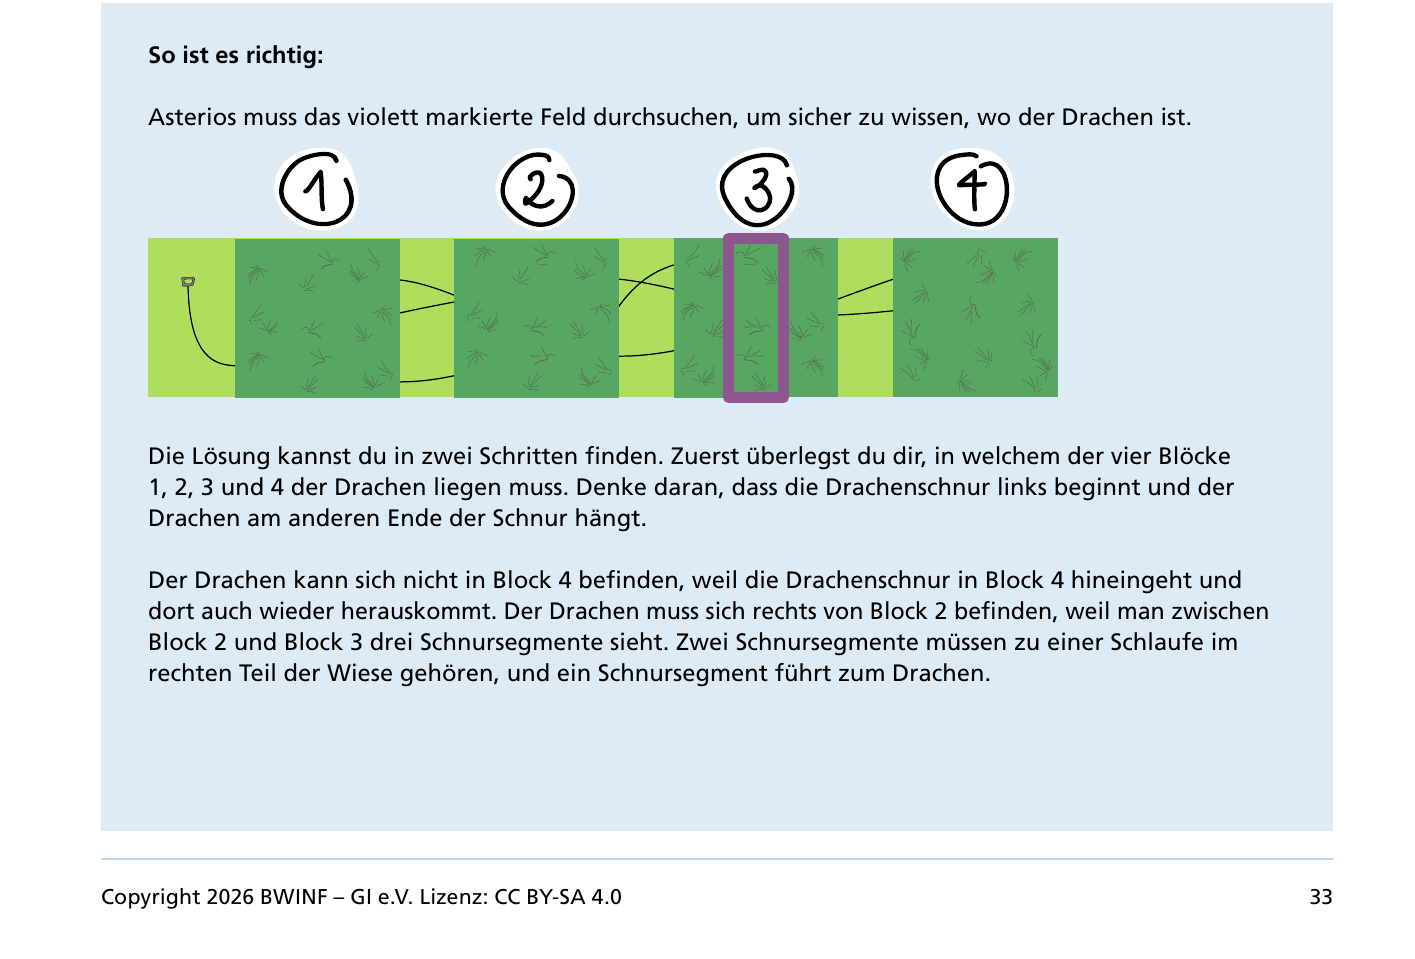 So ist es richtig:
Asterios muss das violett markierte Feld durchsuchen, um sicher zu wissen, wo der Drachen ist.
1 2 3 4
Die Lösung kannst du in zwei Schritten finden. Zuerst überlegst du dir, in welchem der vier Blöcke
1, 2, 3 und 4 der Drachen liegen muss. Denke daran, dass die Drachenschnur links beginnt und der
Drachen am anderen Ende der Schnur hängt.
Der Drachen kann sich nicht in Block 4 befinden, weil die Drachenschnur in Block 4 hineingeht und
dort auch wieder herauskommt. Der Drachen muss sich rechts von Block 2 befinden, weil man zwischen
Block 2 und Block 3 drei Schnursegmente sieht. Zwei Schnursegmente müssen zu einer Schlaufe im
rechten Teil der Wiese gehören, und ein Schnursegment führt zum Drachen.
Copyright 2026 BWINF – GI e.V. Lizenz: CC BY-SA 4.0 33